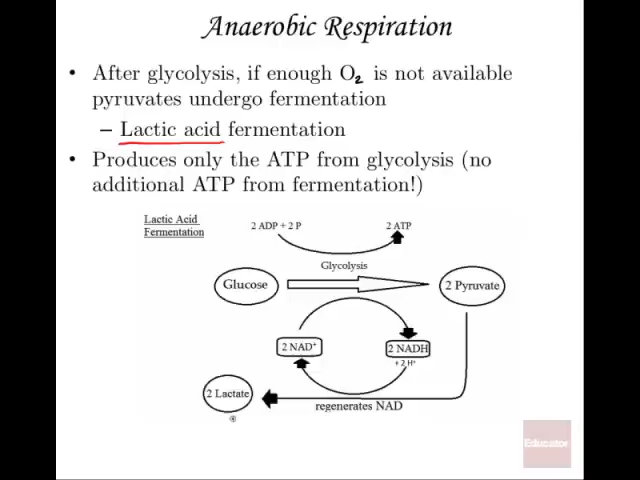 Anaerobic Respiration
• After glycolysis, if enough O2 is not available
pyruvates undergo fermentation
– Lactic acid fermentation
• Produces only the ATP from glycolysis (no
additional ATP from fermentation!)
Lactic Acid
Fermentation
2 ADP + 2 P
2 ATP
Glycolysis
Glucose
2 Pyruvate
2 NAD+
2 NADH
+ 2 H+
2 Lactate
regenerates NAD
Educator